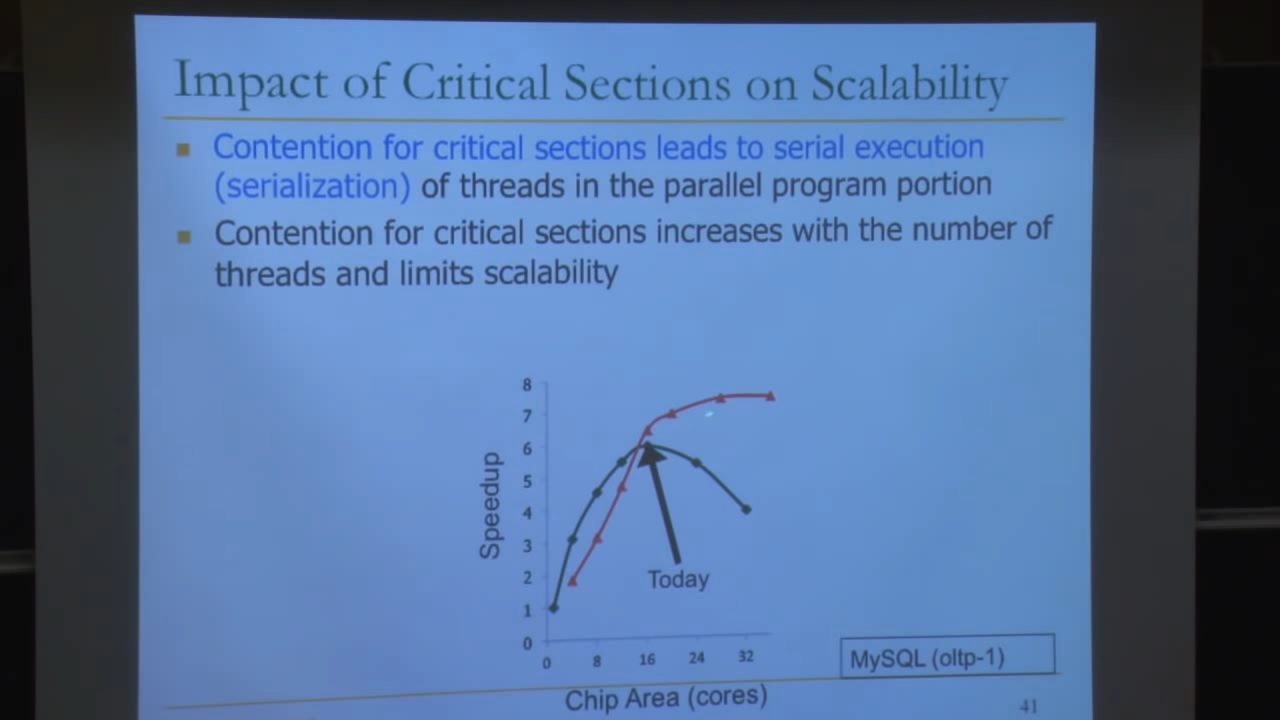 Impact of Critical Sections on Scalability
Contention for critical sections leads to serial execution
(serialization) of threads in the parallel program portion
Contention for critical sections increases with the number of
threads and limits scalability
8
7
6
5
4
3
2
1
0
Speedup
Today
0 8 16 24 32
Chip Area (cores)
MySQL (oltp-1)
41